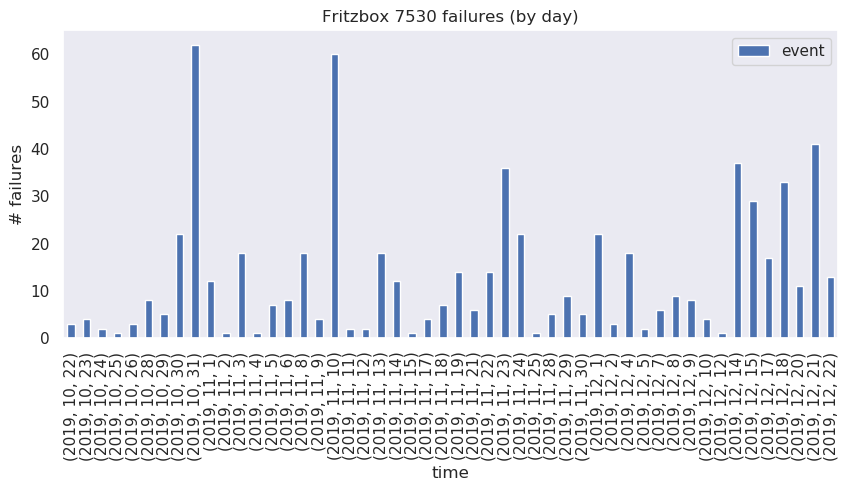 Fritzbox 7530 failures (by day)
event
# failures
60
50
40
30
20
10
0
(2019, 10, 22)
(2019, 10, 23)
(2019, 10, 24)
(2019, 10, 25)
(2019, 10, 26)
(2019, 10, 28)
(2019, 10, 29)
(2019, 10, 30)
(2019, 10, 31)
(2019, 11, 1)
(2019, 11, 2)
(2019, 11, 3)
(2019, 11, 4)
(2019, 11, 5)
(2019, 11, 6)
(2019, 11, 8)
(2019, 11, 9)
(2019, 11, 10)
(2019, 11, 11)
(2019, 11, 12)
(2019, 11, 13)
(2019, 11, 14)
(2019, 11, 15)
(2019, 11, 17)
(2019, 11, 18)
(2019, 11, 19)
(2019, 11, 21)
(2019, 11, 22)
(2019, 11, 23)
(2019, 11, 24)
(2019, 11, 25)
(2019, 11, 28)
(2019, 11, 29)
(2019, 11, 30)
(2019, 12, 1)
(2019, 12, 2)
(2019, 12, 4)
(2019, 12, 5)
(2019, 12, 7)
(2019, 12, 8)
(2019, 12, 9)
(2019, 12, 10)
(2019, 12, 12)
(2019, 12, 14)
(2019, 12, 15)
(2019, 12, 17)
(2019, 12, 18)
(2019, 12, 20)
(2019, 12, 21)
(2019, 12, 22)
time